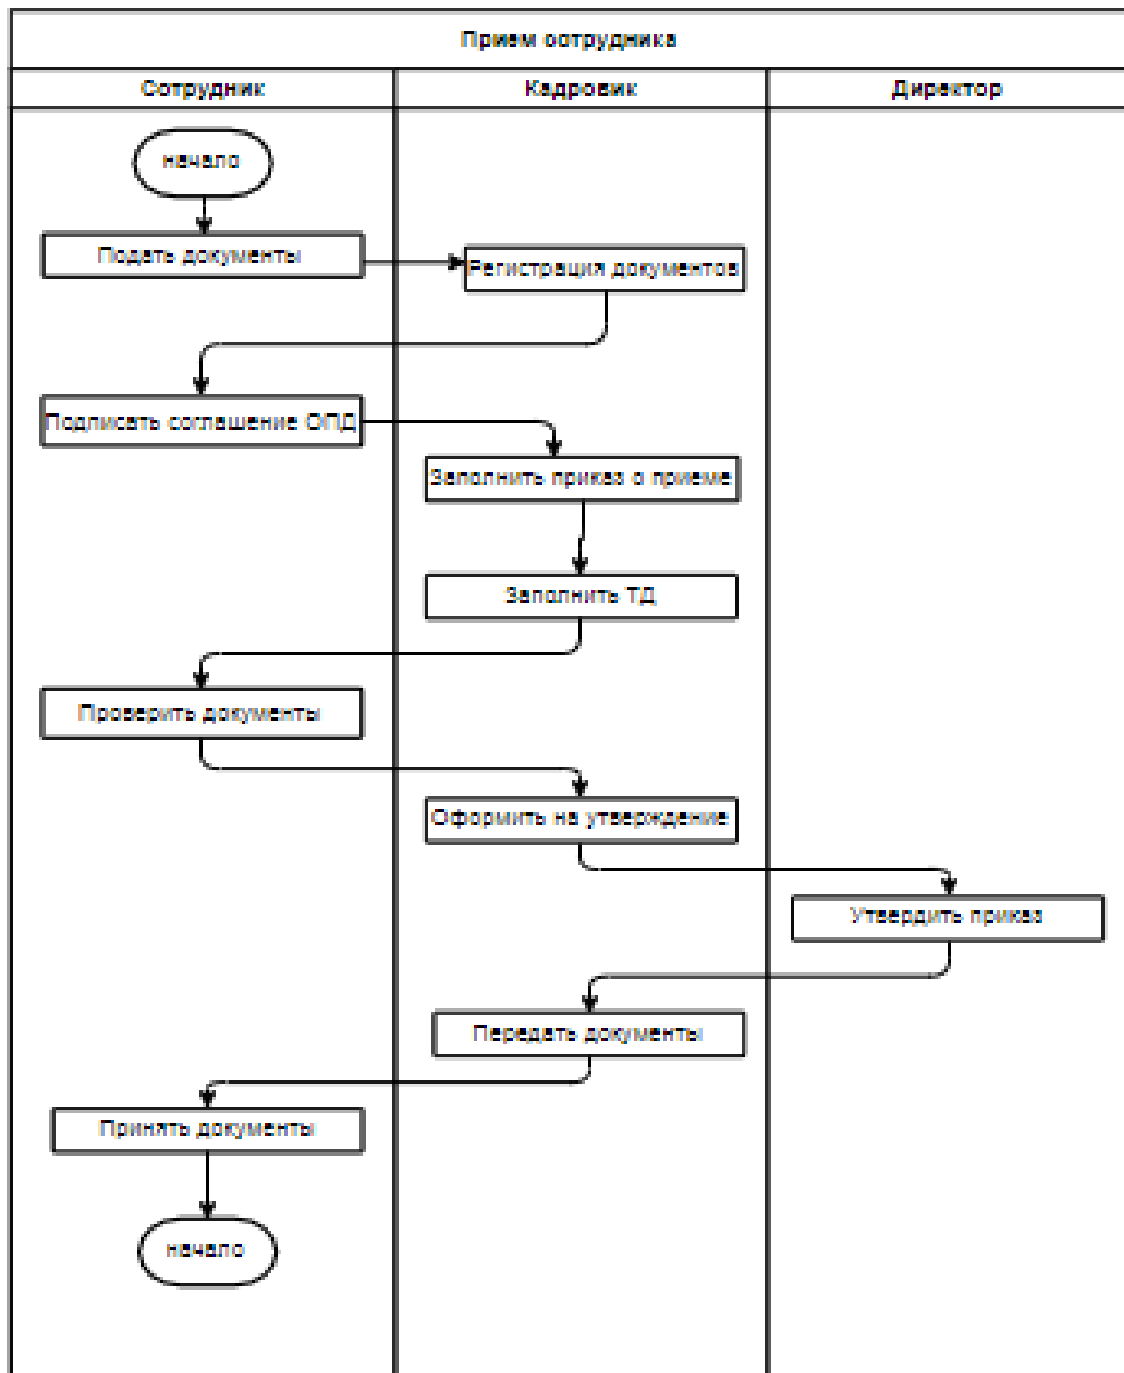 Прием сотрудника
Сотрудник
Кадровик
Директор
начало
Подать документы
Регистрация документов
Подписать соглашение ОПД
Заполнить приказ о приеме
Заполнить ТД
Проверить документы
Оформить на утверждение
Утвердить приказ
Передать документы
Принять документы
начало